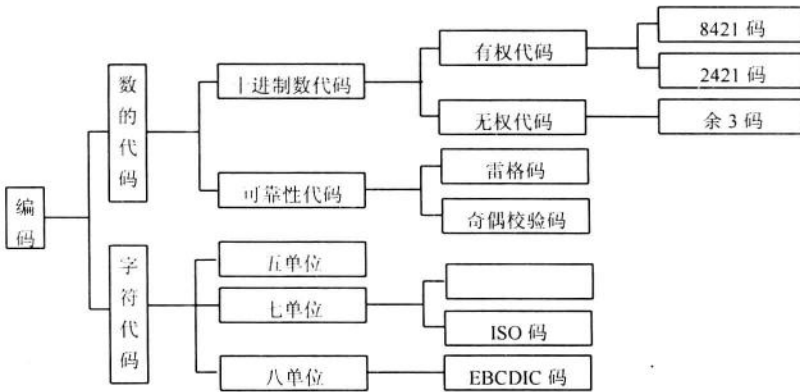 编码
数的代码
十进制数代码
有权代码
8421 码
2421 码
无权代码
余 3 码
可靠性代码
雷格码
奇偶校验码
字符代码
五单位
七单位
ISO 码
八单位
EBCDIC 码